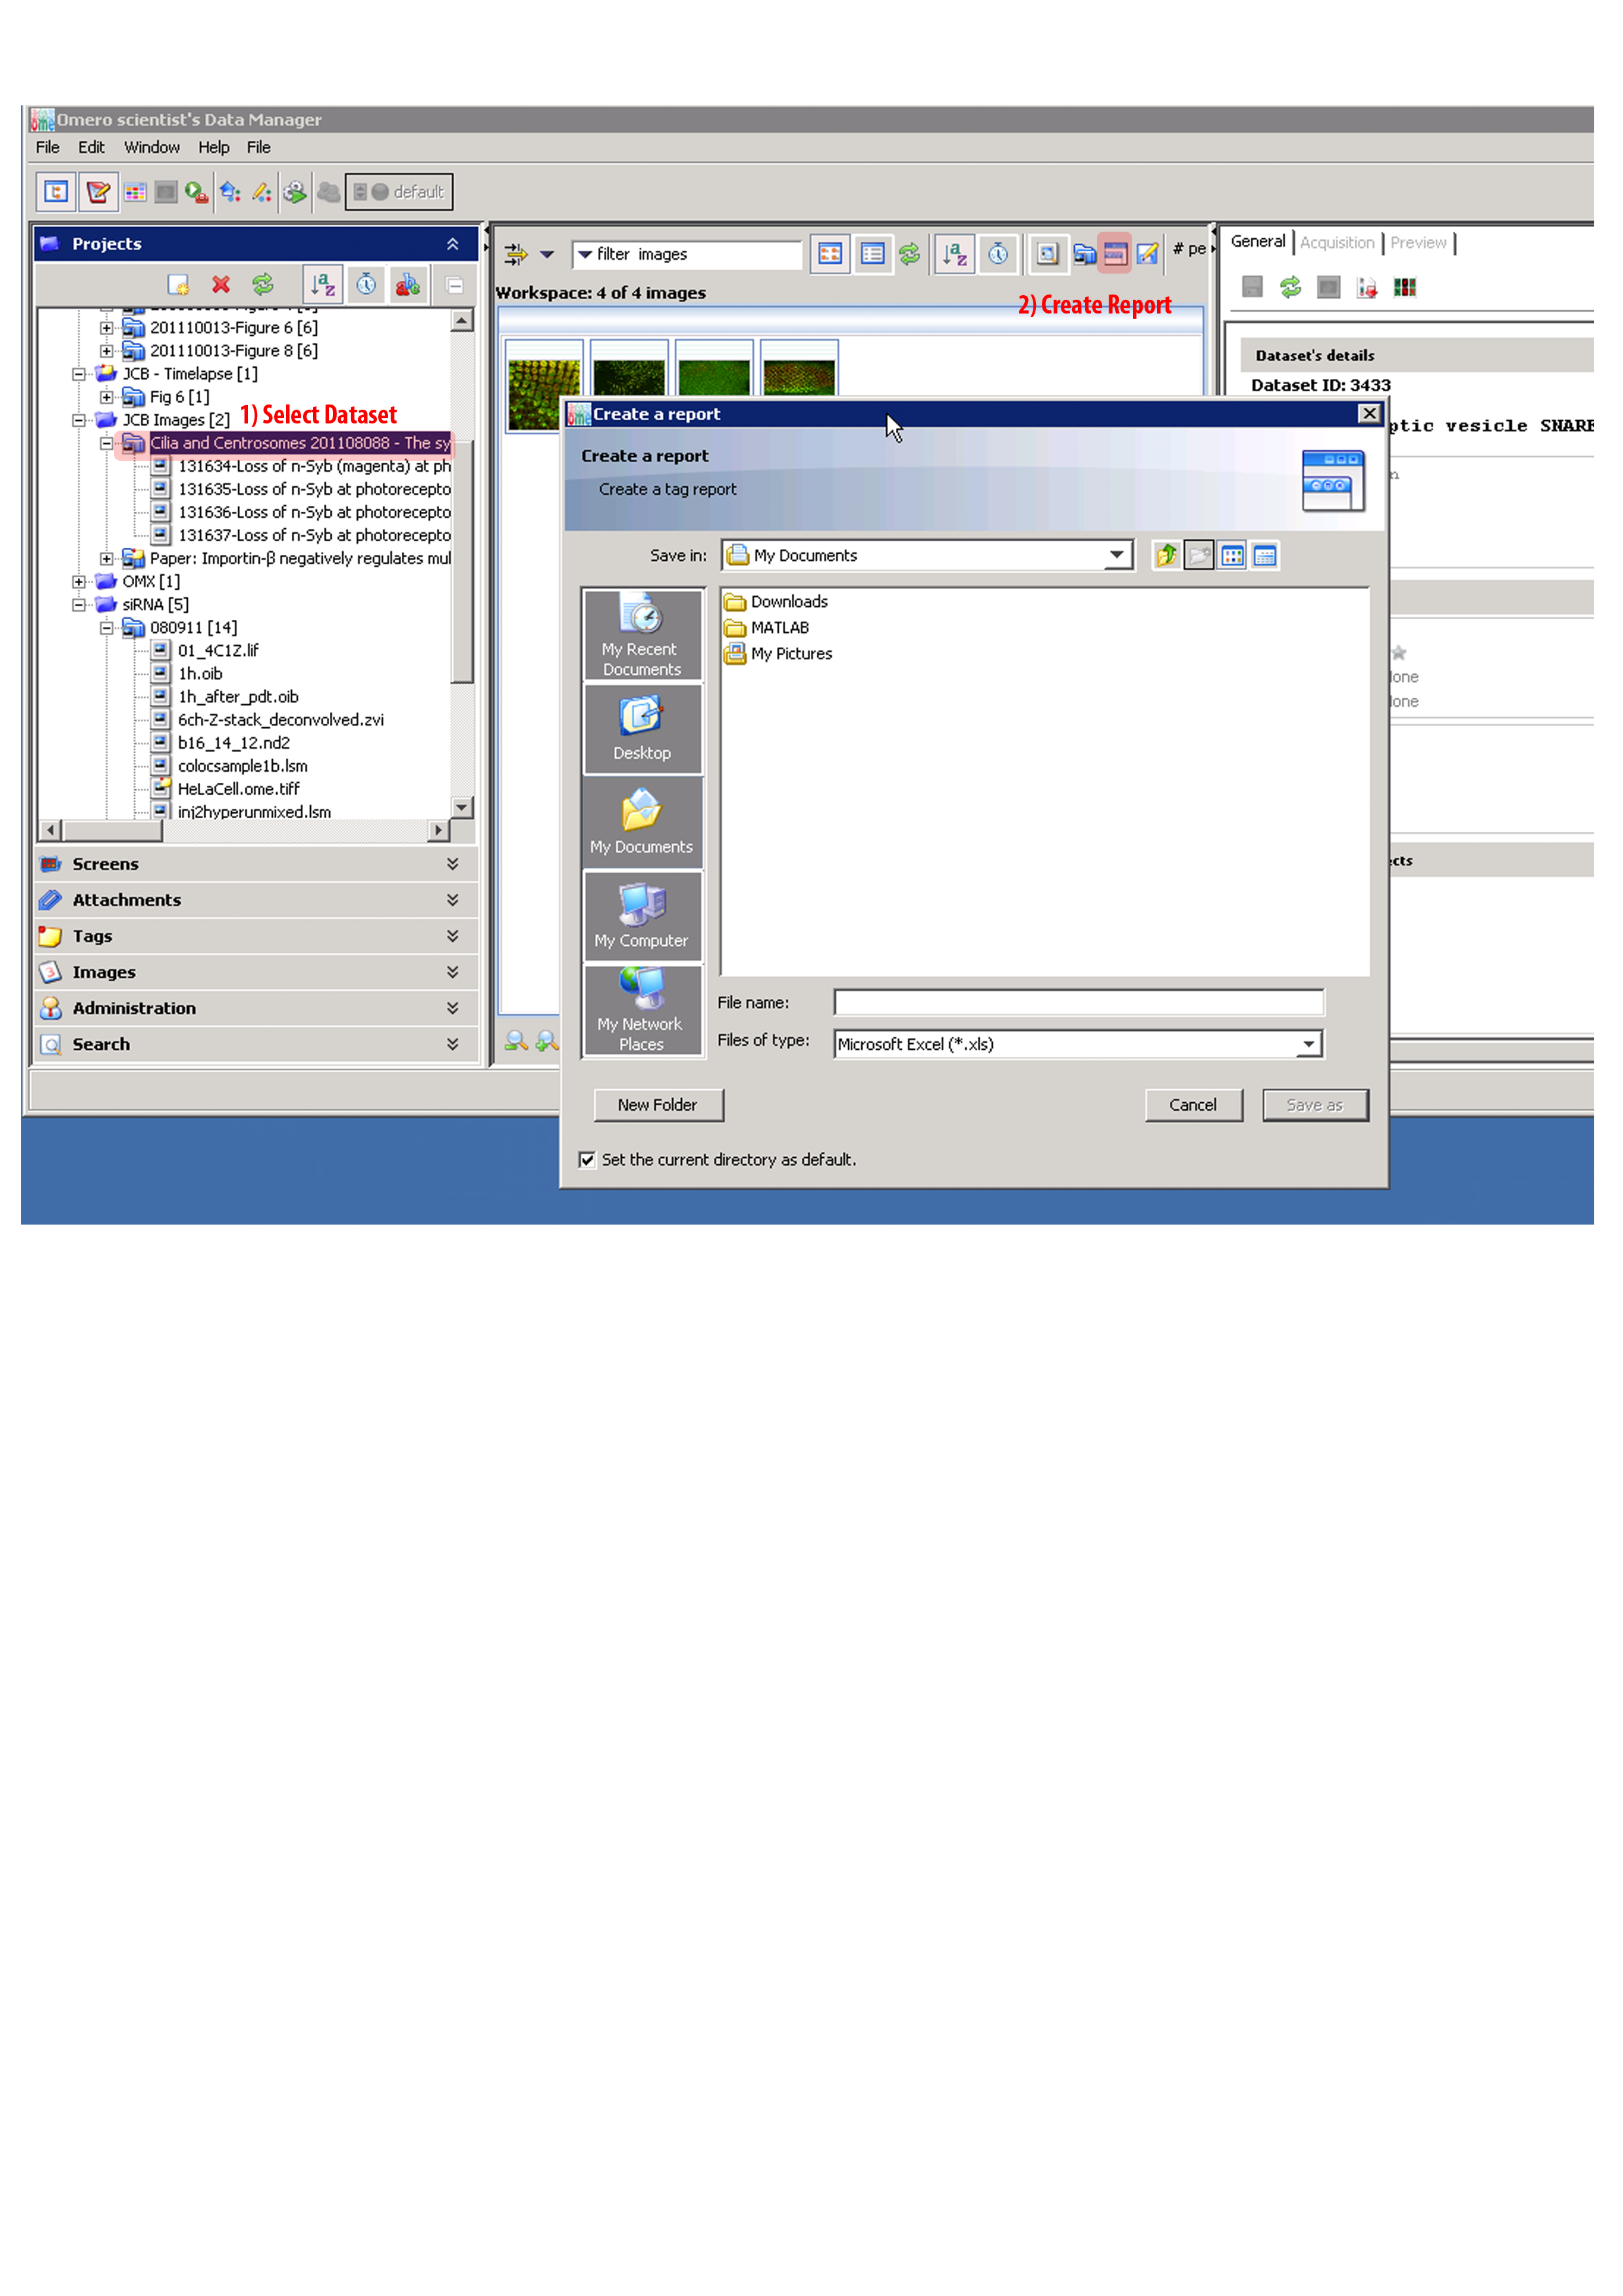 Omero scientist's Data Manager
File Edit Window Help File
default
Projects
filter images
# pe
General Acquisition Preview
Workspace: 4 of 4 images
2) Create Report
201110013-Figure 6 [6]
201110013-Figure 8 [6]
JCB - Timelapse [1]
Fig 6 [1]
JCB Images [2]
1) Select Dataset
Cilia and Centrosomes 201108088 - The sy
131634-Loss of n-Syb (magenta) at ph
131635-Loss of n-Syb at photorecepto
131636-Loss of n-Syb at photorecepto
131637-Loss of n-Syb at photorecepto
Paper: Importin-β negatively regulates mul
OMX [1]
siRNA [5]
080911 [14]
01_4C1Z.lif
1h.oib
1h_after_pdt.oib
6ch-Z-stack_deconvolved.zvi
b16_14_12.nd2
colocsample1b.lsm
HeLaCell.ome.tiff
inj2hyperunmixed.lsm
Screens
Attachments
Tags
Images
Administration
Search
Dataset's details
Dataset ID: 3433
ptic vesicle SNARE
lone
lone
cts
Create a report
Create a report
Create a tag report
Save in: My Documents
My Recent
Documents
Desktop
My Documents
My Computer
My Network
Places
Downloads
MATLAB
My Pictures
File name:
Files of type: Microsoft Excel (*.xls)
New Folder
Cancel
Save as
Set the current directory as default.